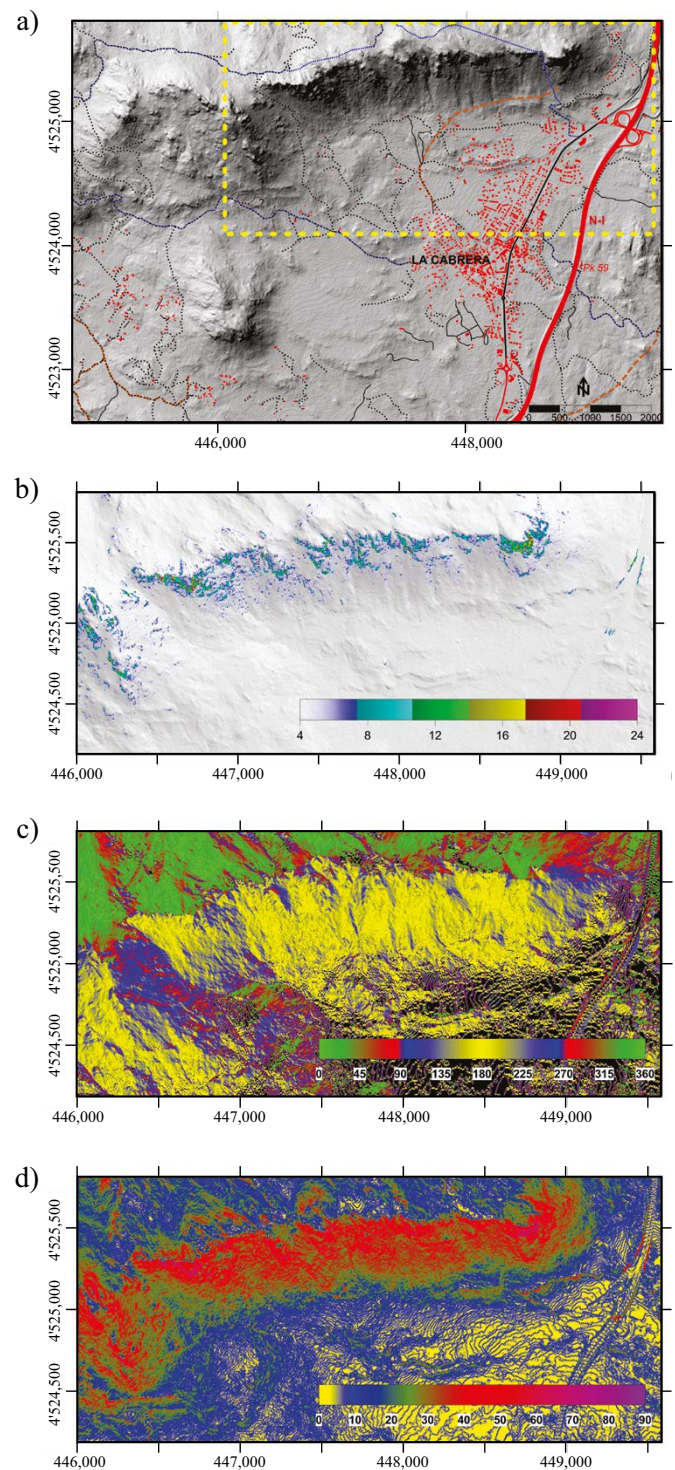 a)
4'525,000
4'524,000
4'523,000
LA CABRERA
N-I
Pk 59
N
0 500 1000 1500 2000
446,000 448,000
b)
4'525,500
4'525,000
4'524,500
4 8 12 16 20 24
446,000 447,000 448,000 449,000
c)
4'525,500
4'525,000
4'524,500
0 45 90 135 180 225 270 315 360
446,000 447,000 448,000 449,000
d)
4'525,500
4'525,000
4'524,500
0 10 20 30 40 50 60 70 80 90
446,000 447,000 448,000 449,000